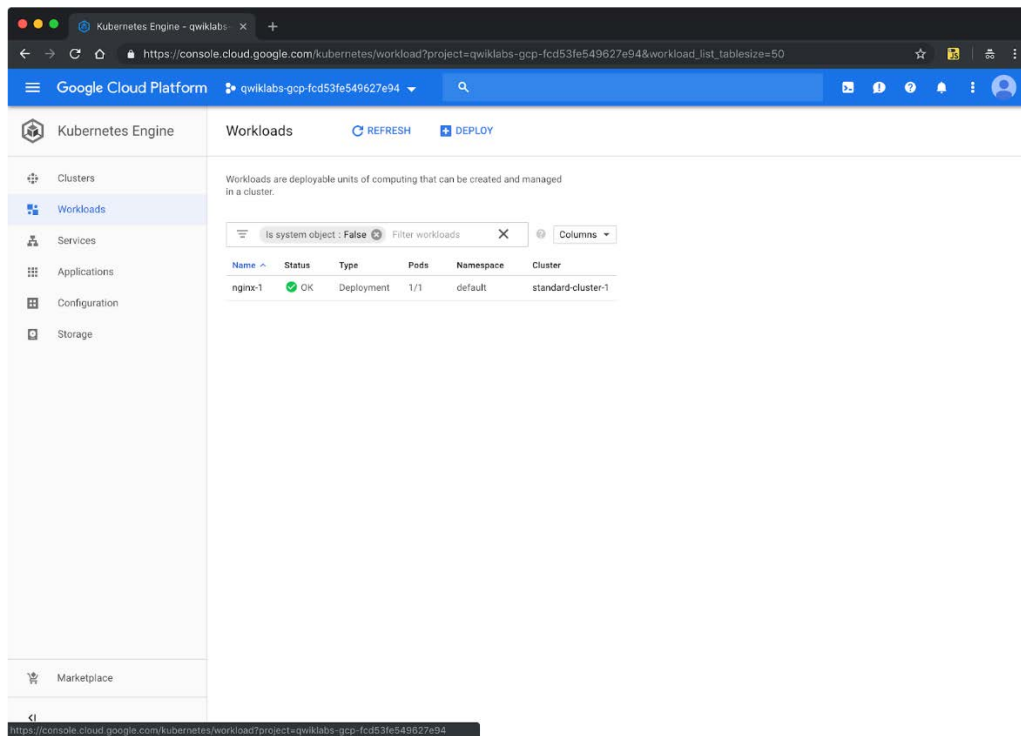 Kubernetes Engine - qwiklabs-
https://console.cloud.google.com/kubernetes/workload?project=qwiklabs-gcp-fcd53fe549627e94&workload_list_tablesize=50
Google Cloud Platform qwiklabs-gcp-fcd53fe549627e94
Kubernetes Engine
Workloads REFRESH DEPLOY
Clusters
Workloads
Services
Applications
Configuration
Storage
Workloads are deployable units of computing that can be created and managed
in a cluster.
Is system object : False Filter workloads Columns
Name Status Type Pods Namespace Cluster
nginx-1 OK Deployment 1/1 default standard-cluster-1
Marketplace
https://console.cloud.google.com/kubernetes/workload?project=qwiklabs-gcp-fcd53fe549627e94